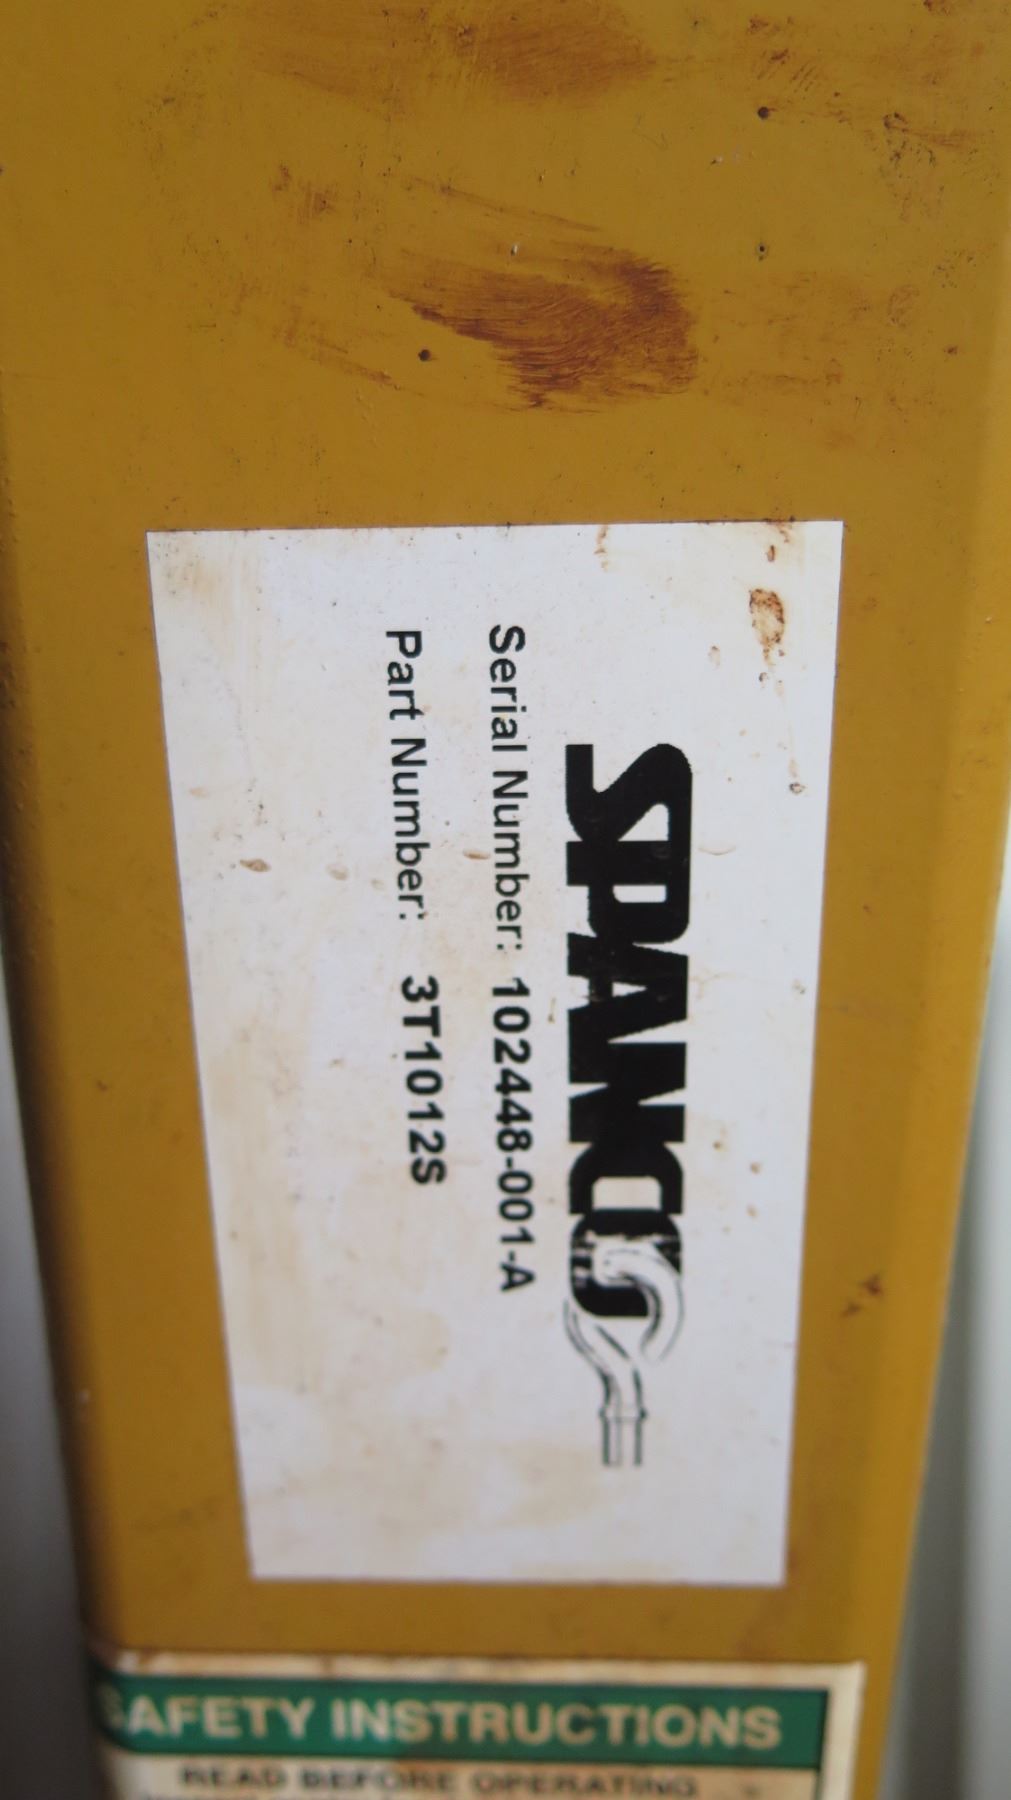 SPANCO
Serial Number: 102448-001-A
Part Number: 3T1012S
SAFETY INSTRUCTIONS
READ BEFORE OPERATING